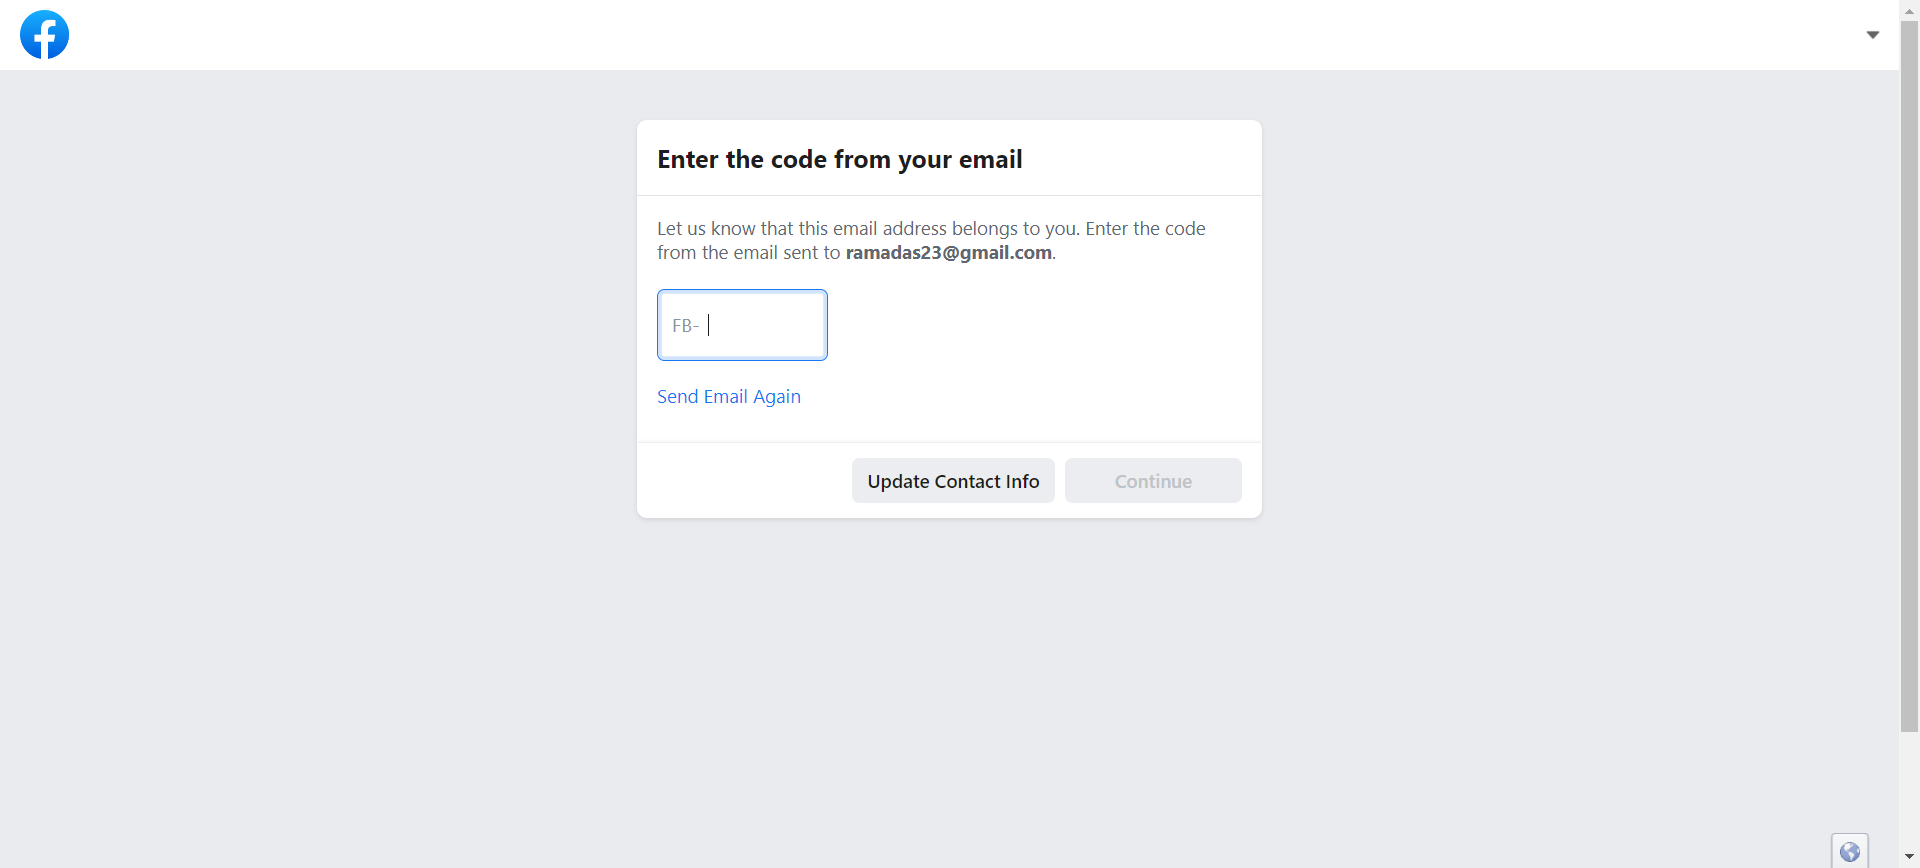 Enter the code from your email
Let us know that this email address belongs to you. Enter the code
from the email sent to ramadas23@gmail.com.
FB-
Send Email Again
Update Contact Info
Continue